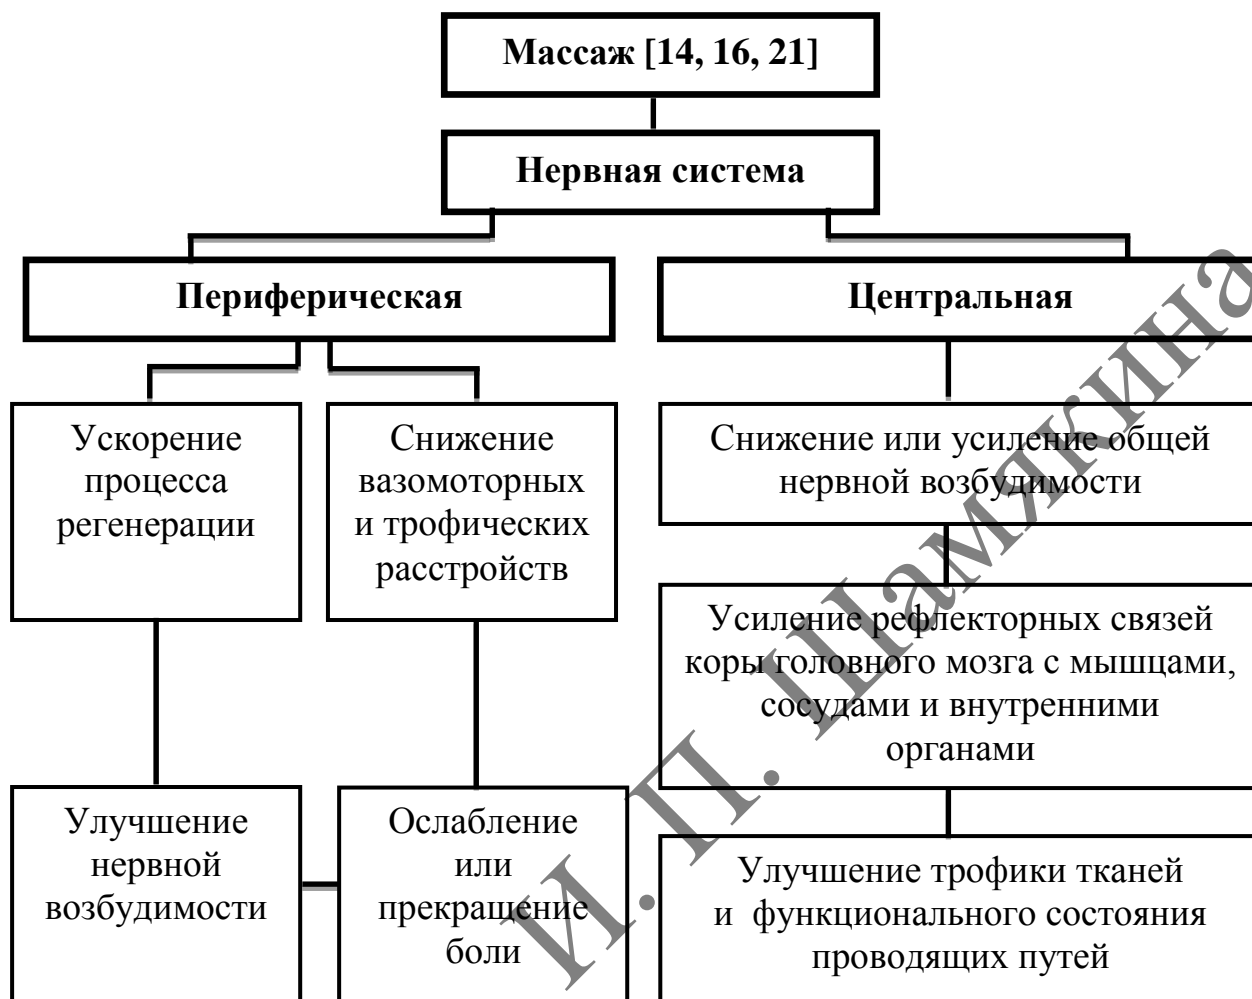 Массаж [14, 16, 21]
Нервная система
Периферическая
Центральная
Ускорение
процесса
регенерации
Снижение
вазомоторных
и трофических
расстройств
Снижение или усиление общей
нервной возбудимости
Усиление рефлекторных связей
коры головного мозга с мышцами,
сосудами и внутренними
органами
Улучшение
нервной
возбудимости
Ослабление
или
прекращение
боли
Улучшение трофики тканей
и функционального состояния
проводящих путей
И. П. Шамякина